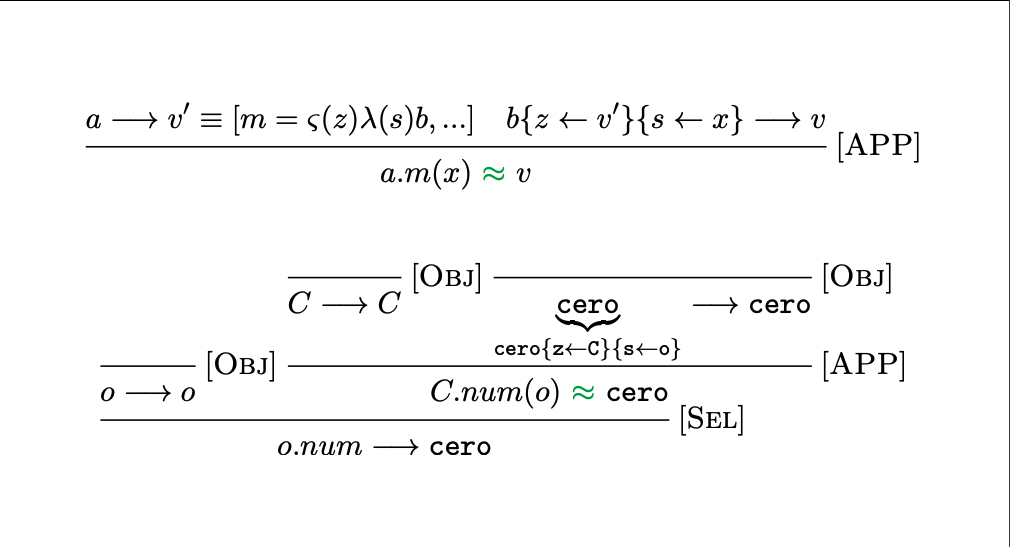 a ⟶ v′ ≡ [m = ς(z)λ(s)b, ...] b{z ← v′}{s ← x} ⟶ v [APP]
a.m(x) ≈ v
[OBJ] [OBJ]
C ⟶ C cero ⟶ cero
cero{z←C}{s←o}
[OBJ] [APP]
o ⟶ o C.num(o) ≈ cero
[SEL]
o.num ⟶ cero